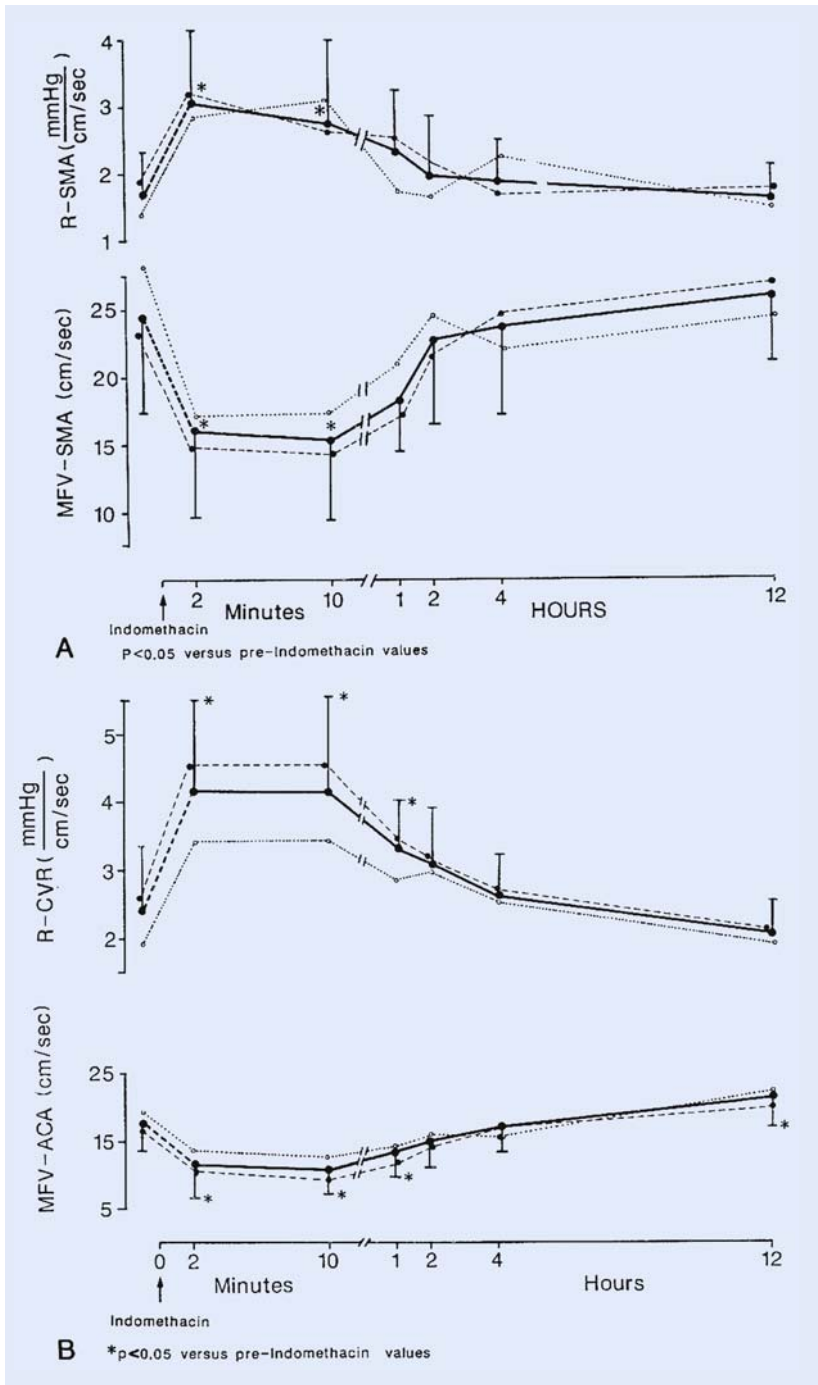 4
3
2
1
R-SMA(mmHg
cm/sec)
*
*
25
20
15
10
MFV-SMA (cm/sec)
*
*
2
10
1
2
4
12
Minutes
HOURS
Indomethacin
A
P<0.05 versus pre-Indomethacin values
5
4
3
2
R-CVR(mmHg
cm/sec)
*
*
*
25
15
5
MFV-ACA (cm/sec)
*
*
*
*
0
2
10
1
2
4
12
Minutes
Hours
Indomethacin
B
*p<0.05 versus pre-Indomethacin values